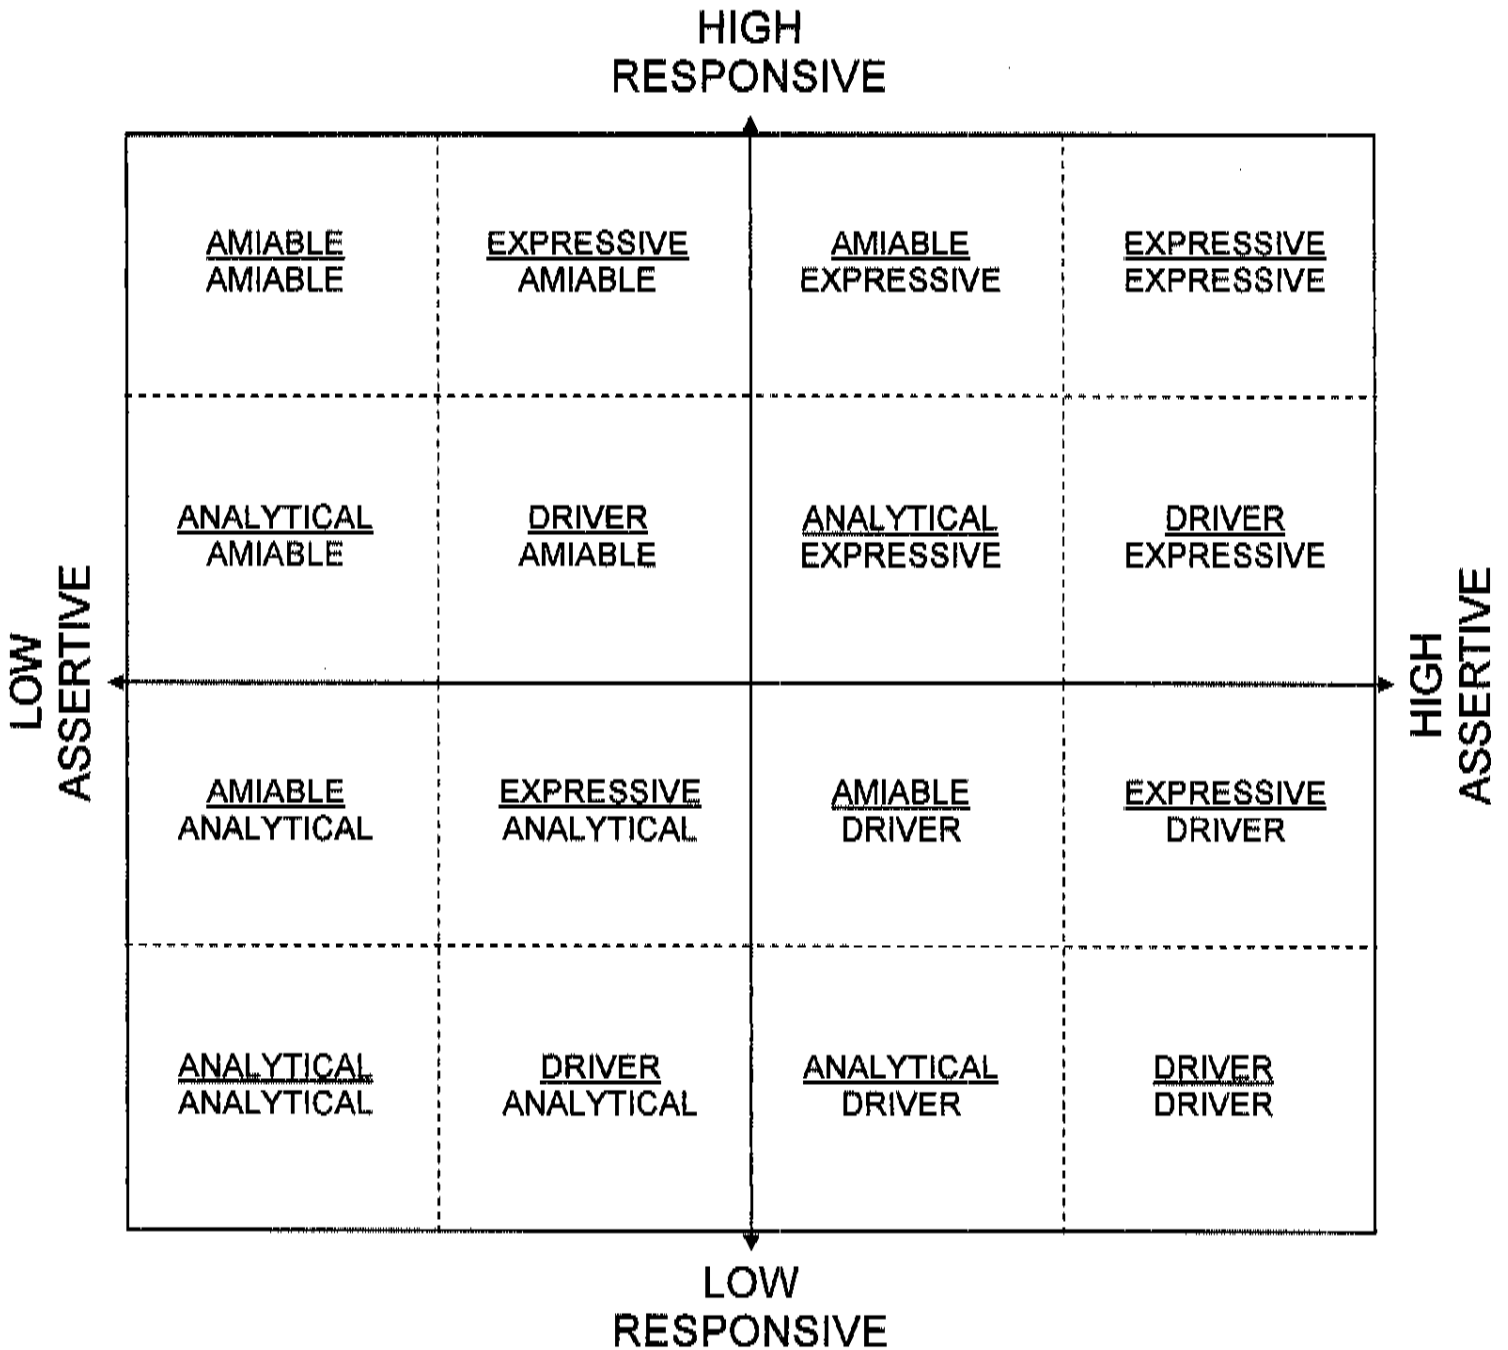 HIGH
RESPONSIVE
AMIABLE
AMIABLE
EXPRESSIVE
AMIABLE
AMIABLE
EXPRESSIVE
EXPRESSIVE
EXPRESSIVE
ANALYTICAL
AMIABLE
DRIVER
AMIABLE
ANALYTICAL
EXPRESSIVE
DRIVER
EXPRESSIVE
LOW
ASSERTIVE
HIGH
ASSERTIVE
AMIABLE
ANALYTICAL
EXPRESSIVE
ANALYTICAL
AMIABLE
DRIVER
EXPRESSIVE
DRIVER
ANALYTICAL
ANALYTICAL
DRIVER
ANALYTICAL
ANALYTICAL
DRIVER
DRIVER
DRIVER
LOW
RESPONSIVE